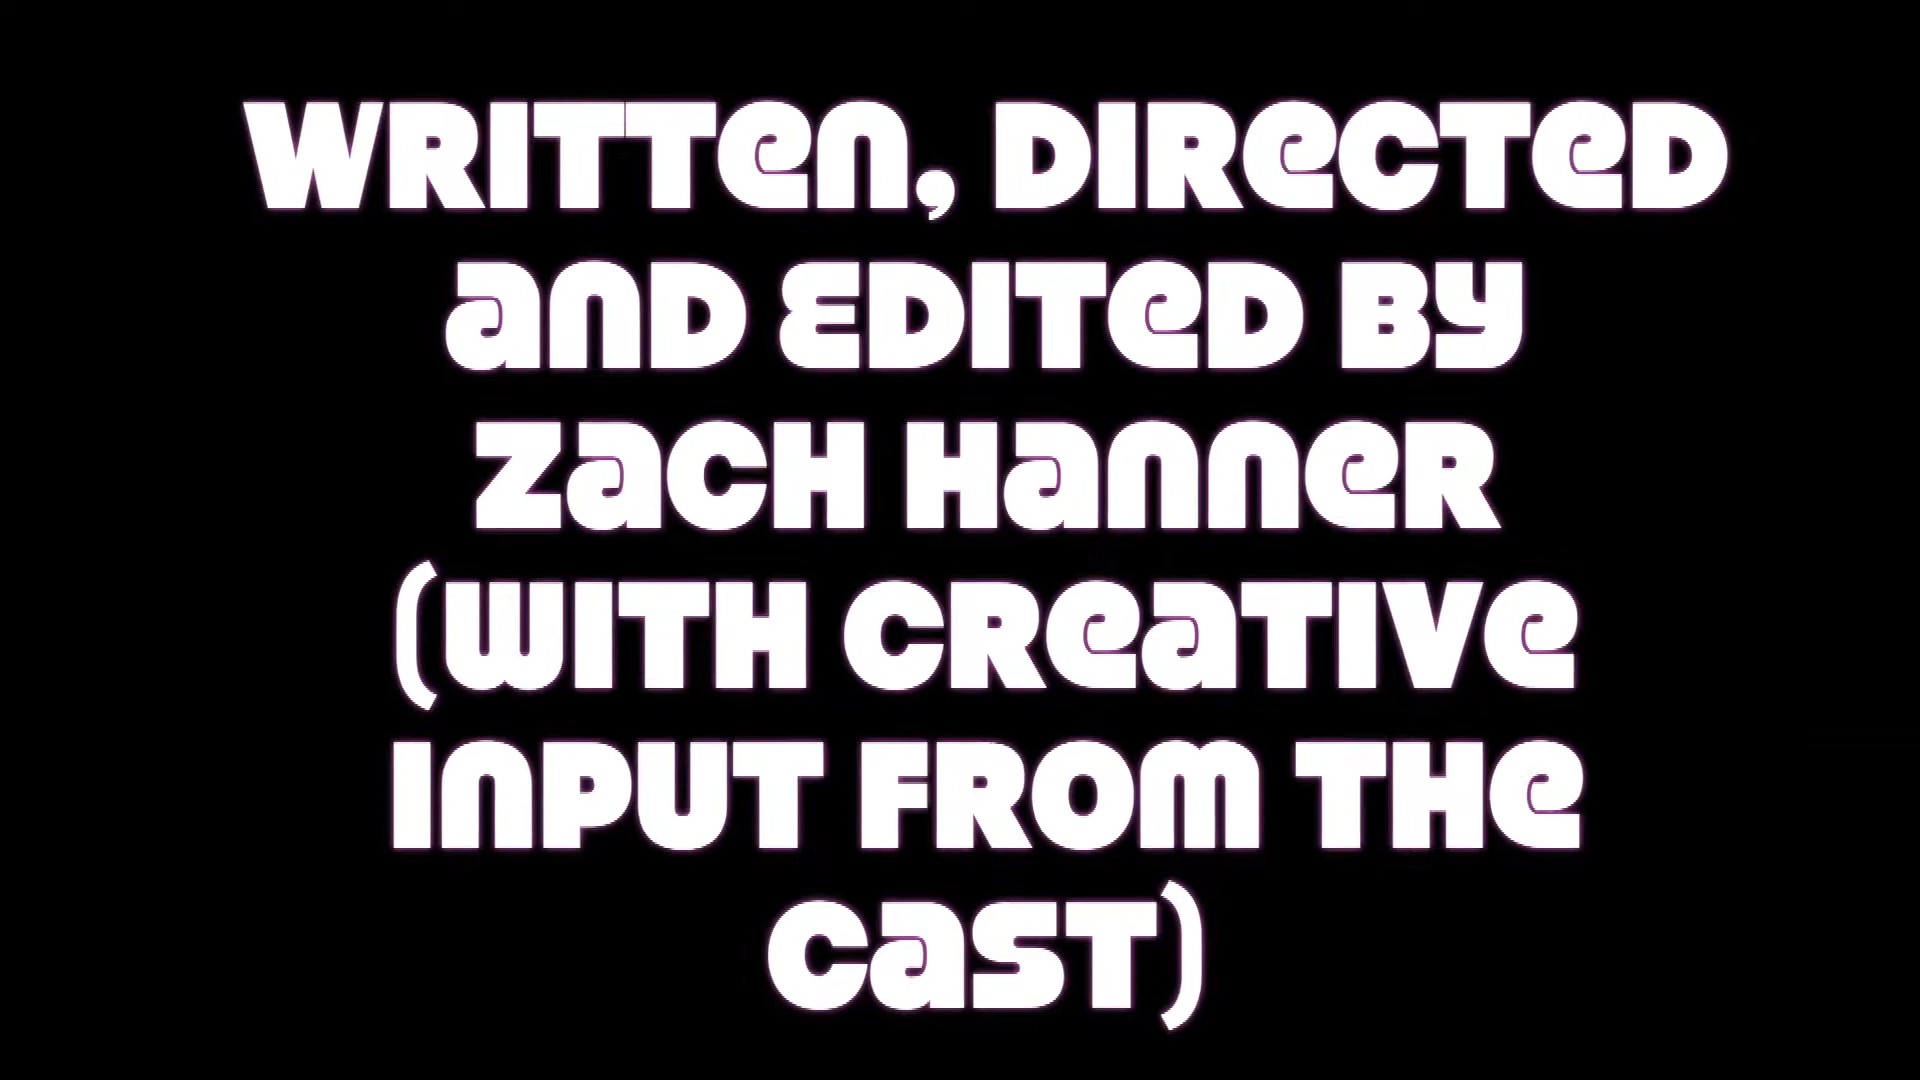 WRITTEN, DIRECTED
AND EDITED BY
ZACH HANNER
(WITH CREATIVE
INPUT FROM THE
CAST)